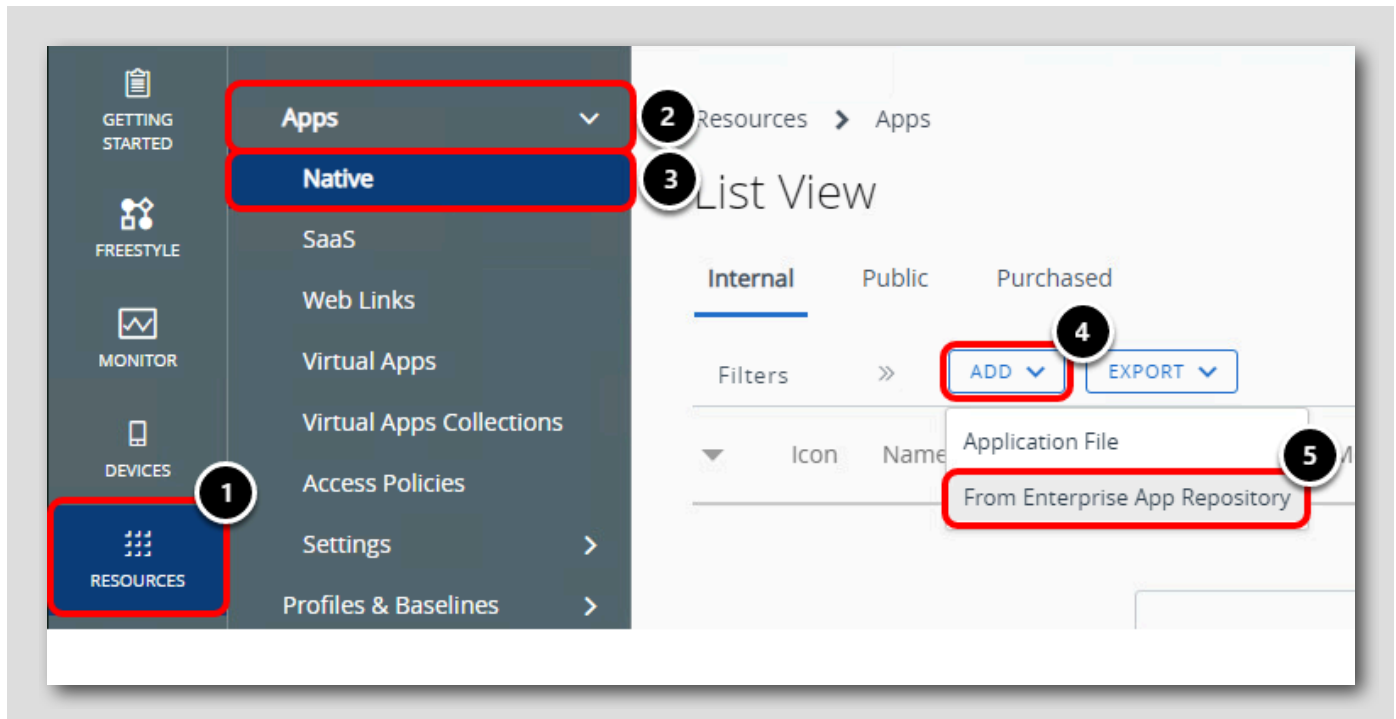 GETTING
STARTED
FREESTYLE
MONITOR
DEVICES
1
RESOURCES
Apps
2
Native
3
SaaS
Web Links
Virtual Apps
Virtual Apps Collections
Access Policies
Settings
Profiles & Baselines
Resources > Apps
List View
Internal Public Purchased
4
Filters » ADD EXPORT
Icon Name
Application File
5
From Enterprise App Repository